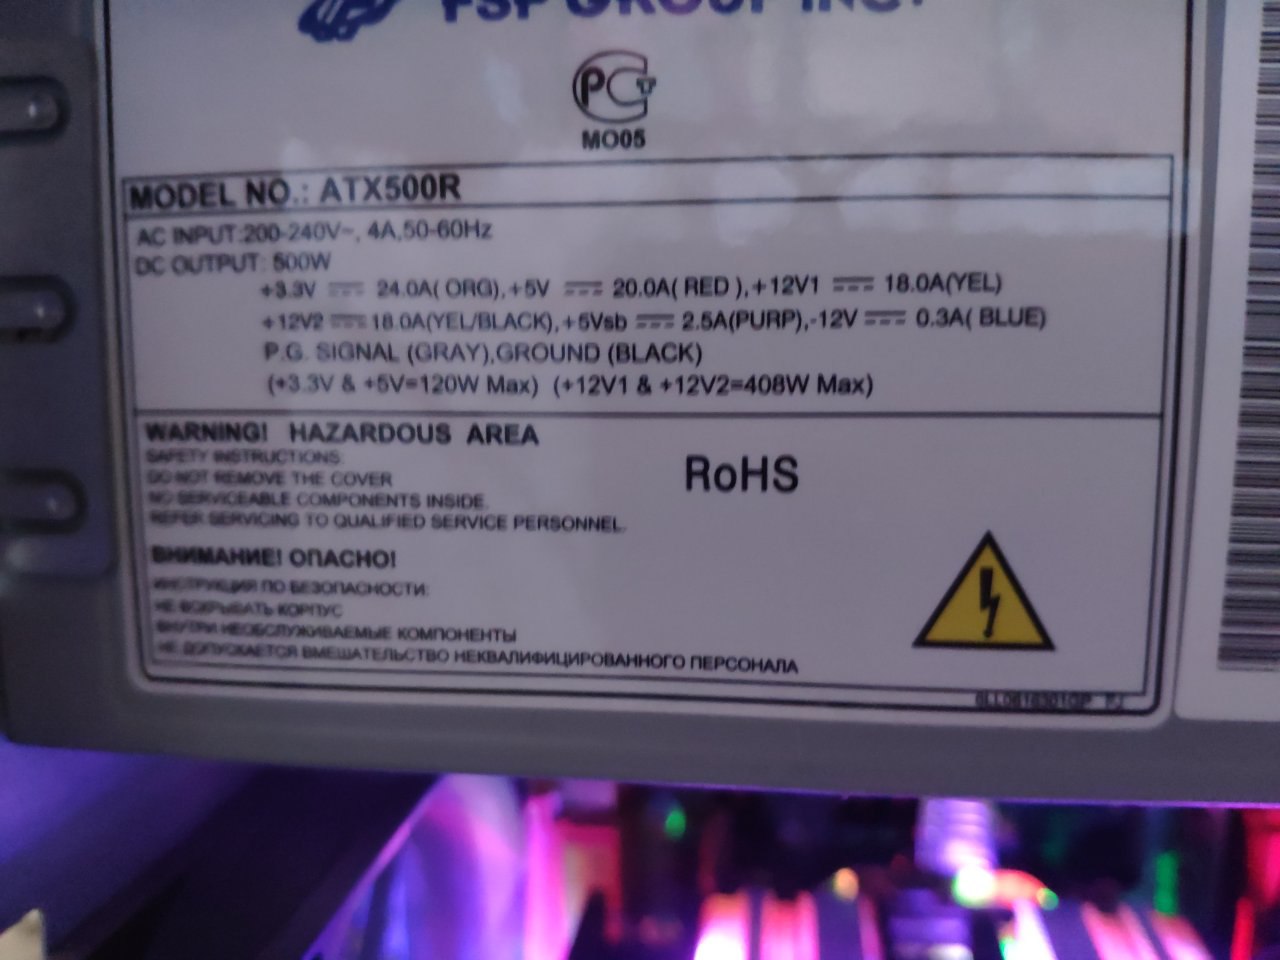 FSP GROUP INC.
PCT
MO05
MODEL NO.: ATX500R
AC INPUT:200-240V~, 4A,50-60Hz
DC OUTPUT: 500W
+3.3V ⎓ 24.0A( ORG),+5V ⎓ 20.0A( RED ),+12V1 ⎓ 18.0A(YEL)
+12V2 ⎓ 18.0A(YEL/BLACK),+5Vsb ⎓ 2.5A(PURP),-12V ⎓ 0.3A( BLUE)
P.G. SIGNAL (GRAY),GROUND (BLACK)
(+3.3V & +5V=120W Max) (+12V1 & +12V2=408W Max)
WARNING! HAZARDOUS AREA
SAFETY INSTRUCTIONS:
DO NOT REMOVE THE COVER
NO SERVICEABLE COMPONENTS INSIDE.
REFER SERVICING TO QUALIFIED SERVICE PERSONNEL.
RoHS
ВНИМАНИЕ! ОПАСНО!
ИНСТРУКЦИЯ ПО БЕЗОПАСНОСТИ:
НЕ ВСКРЫВАТЬ КОРПУС
ВНУТРИ НЕОБСЛУЖИВАЕМЫЕ КОМПОНЕНТЫ
НЕ ДОПУСКАЕТСЯ ВМЕШАТЕЛЬСТВО НЕКВАЛИФИЦИРОВАННОГО ПЕРСОНАЛА